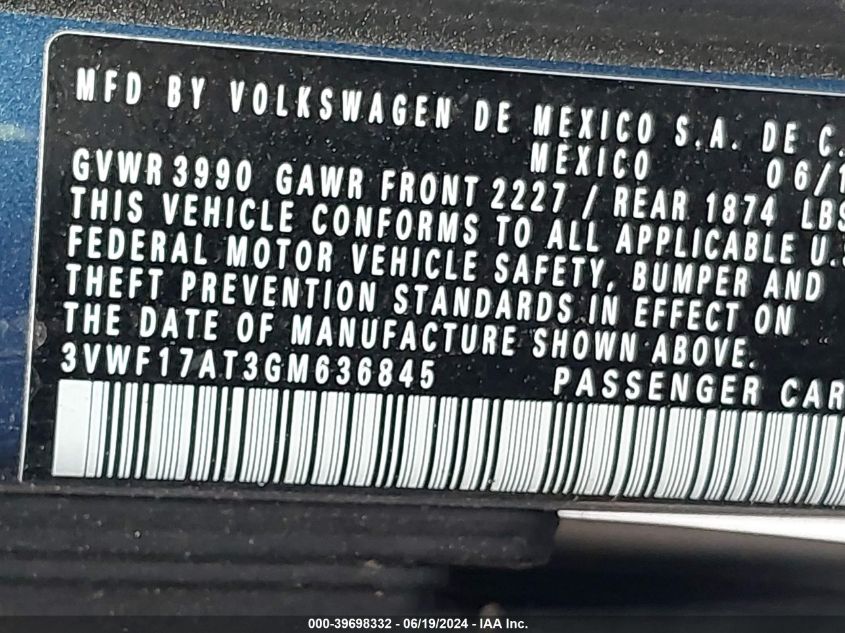 MFD BY VOLKSWAGEN DE MEXICO S.A. DE C.
MEXICO 06/1
GVWR 3990 GAWR FRONT 2227 / REAR 1874 LBS
THIS VEHICLE CONFORMS TO ALL APPLICABLE U.S
FEDERAL MOTOR VEHICLE SAFETY, BUMPER AND
THEFT PREVENTION STANDARDS IN EFFECT ON
THE DATE OF MANUFACTURE SHOWN ABOVE.
3VWF17AT3GM636845 PASSENGER CAR
000-39698332 - 06/19/2024 - IAA Inc.